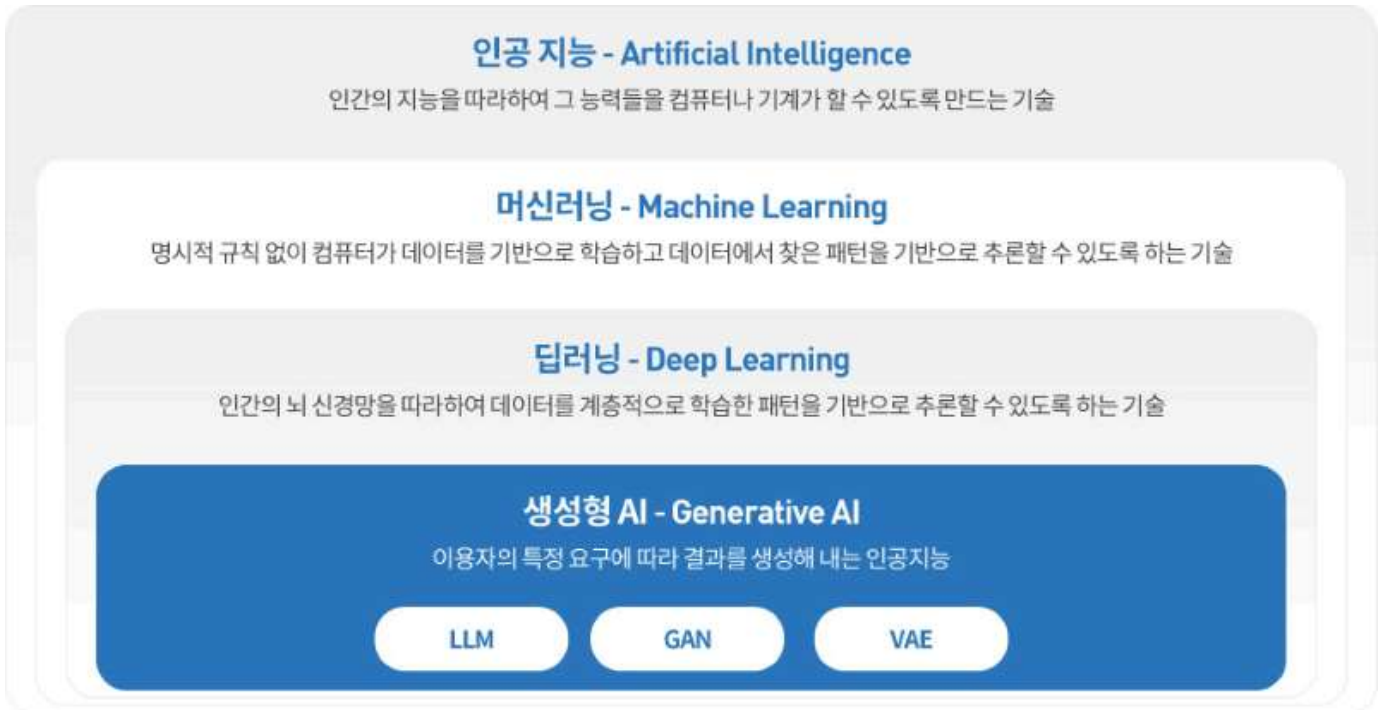 인공 지능 - Artificial Intelligence
인간의 지능을 따라하여 그 능력들을 컴퓨터나 기계가 할 수 있도록 만드는 기술
머신러닝 - Machine Learning
명시적 규칙 없이 컴퓨터가 데이터를 기반으로 학습하고 데이터에서 찾은 패턴을 기반으로 추론할 수 있도록 하는 기술
딥러닝 - Deep Learning
인간의 뇌 신경망을 따라하여 데이터를 계층적으로 학습한 패턴을 기반으로 추론할 수 있도록 하는 기술
생성형 AI - Generative AI
이용자의 특정 요구에 따라 결과를 생성해 내는 인공지능
LLM GAN VAE